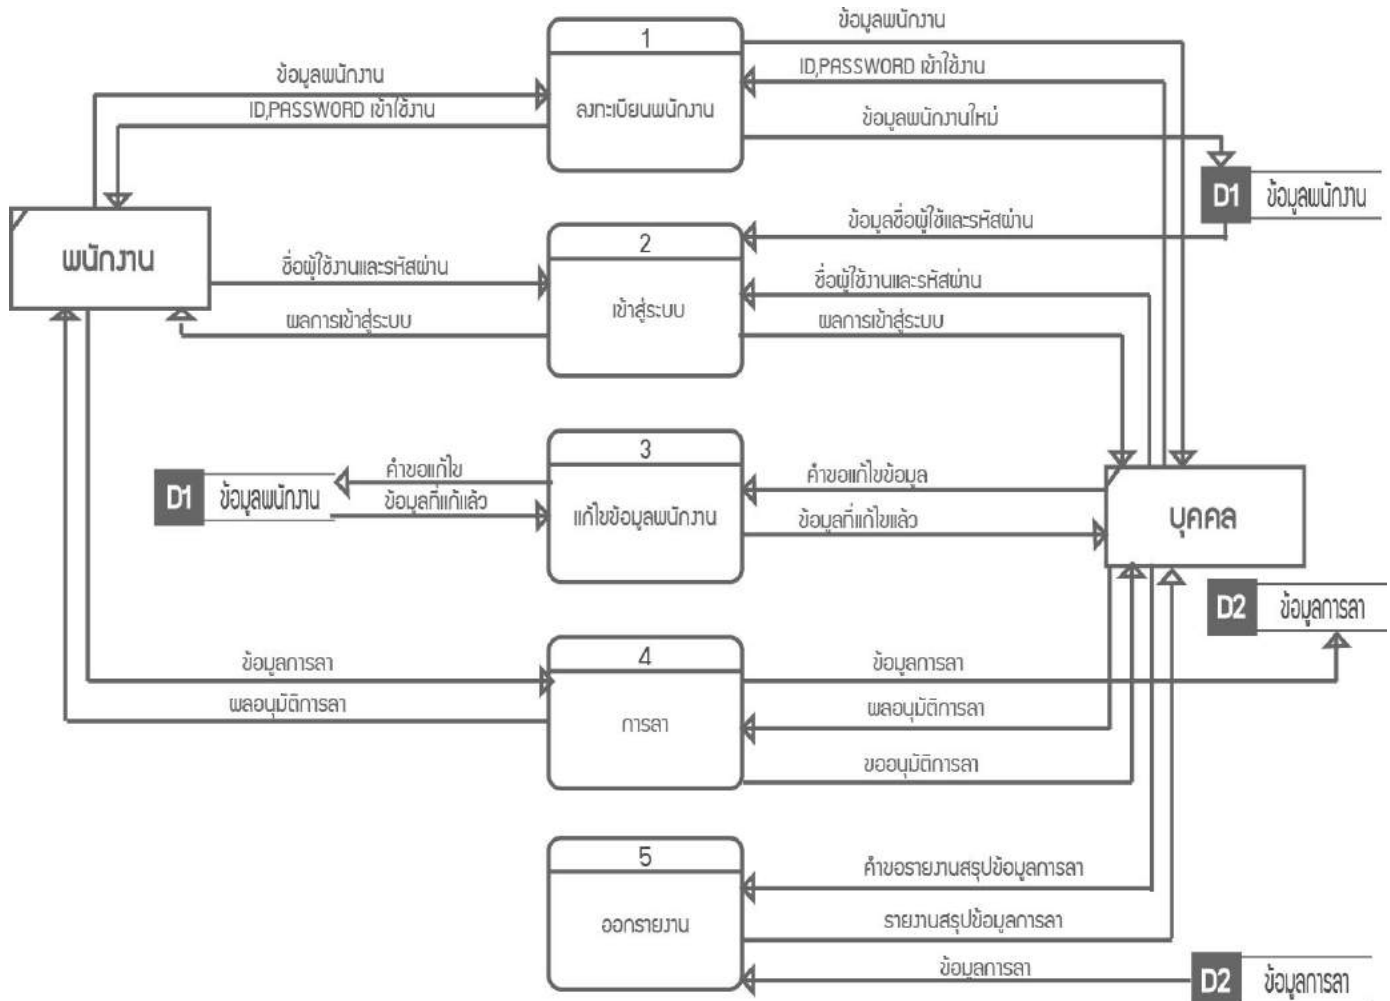 ข้อมูลพนักงาน
1
ID,PASSWORD เข้าใช้งาน
ข้อมูลพนักงาน
ID,PASSWORD เข้าใช้งาน
ลงทะเบียนพนักงาน
ข้อมูลพนักงานใหม่
D1 ข้อมูลพนักงาน
ข้อมูลชื่อผู้ใช้และรหัสผ่าน
2
พนักงาน
ชื่อผู้ใช้งานและรหัสผ่าน
ชื่อผู้ใช้งานและรหัสผ่าน
เข้าสู่ระบบ
ผลการเข้าสู่ระบบ
ผลการเข้าสู่ระบบ
3
คำขอแก้ไข
คำขอแก้ไขข้อมูล
D1 ข้อมูลพนักงาน
ข้อมูลที่แก้แล้ว
แก้ไขข้อมูลพนักงาน
ข้อมูลที่แก้ไขแล้ว
บุคคล
D2 ข้อมูลการลา
4
ข้อมูลการลา
ข้อมูลการลา
ผลอนุมัติการลา
ผลอนุมัติการลา
การลา
ขออนุมัติการลา
5
คำขอรายงานสรุปข้อมูลการลา
ออกรายงาน
รายงานสรุปข้อมูลการลา
ข้อมูลการลา
D2 ข้อมูลการลา